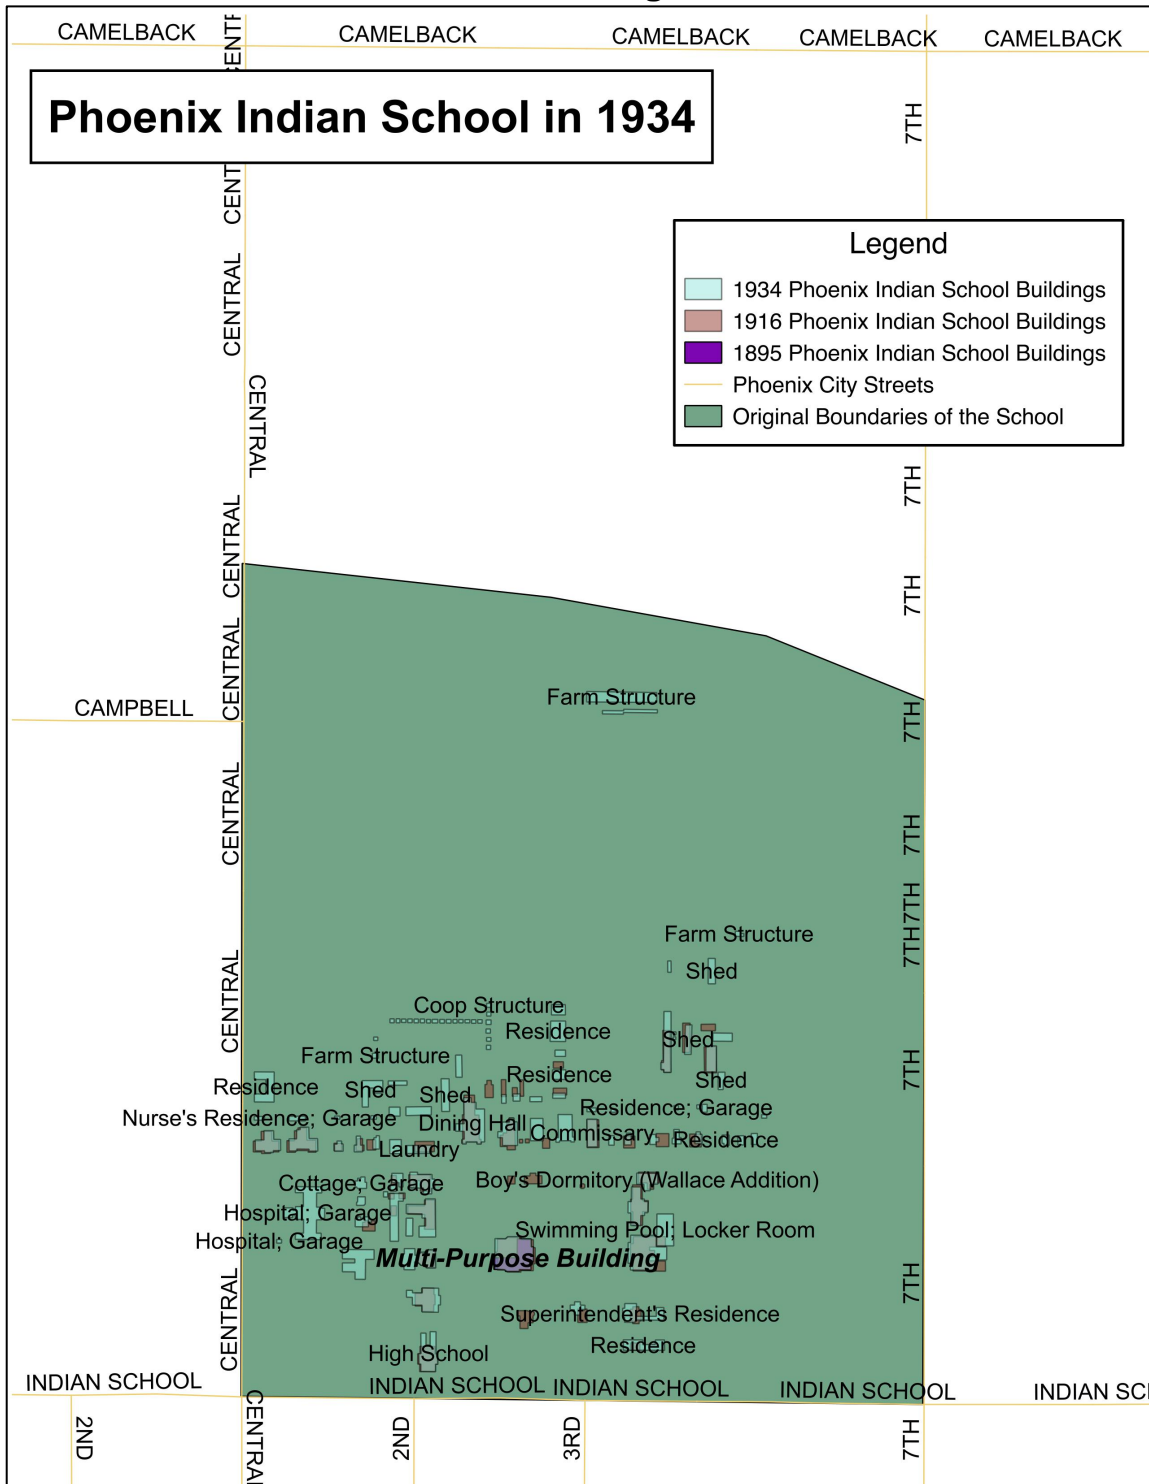 CAMELBACK
CAMELBACK
CAMELBACK
CAMELBACK
CAMELBACK
Phoenix Indian School in 1934
7TH
CENTRAL
Legend
1934 Phoenix Indian School Buildings
1916 Phoenix Indian School Buildings
1895 Phoenix Indian School Buildings
Phoenix City Streets
Original Boundaries of the School
CENTRAL
7TH
CENTRAL
7TH
CENTRAL
Farm Structure
CAMPBELL
7TH
CENTRAL
7TH
7TH
Farm Structure
7TH
Shed
CENTRAL
Coop Structure
Residence
Shed
Farm Structure
7TH
Residence
Shed
Residence
Shed
Shed
Residence; Garage
Nurse's Residence; Garage
Dining Hall
Commissary
Residence
Laundry
Cottage; Garage
Boy's Dormitory (Wallace Addition)
Hospital; Garage
Swimming Pool; Locker Room
Hospital; Garage
Multi-Purpose Building
7TH
CENTRAL
Superintendent's Residence
Residence
High School
INDIAN SCHOOL
INDIAN SCHOOL
INDIAN SCHOOL
INDIAN SCHOOL
2ND
2ND
3RD
7TH